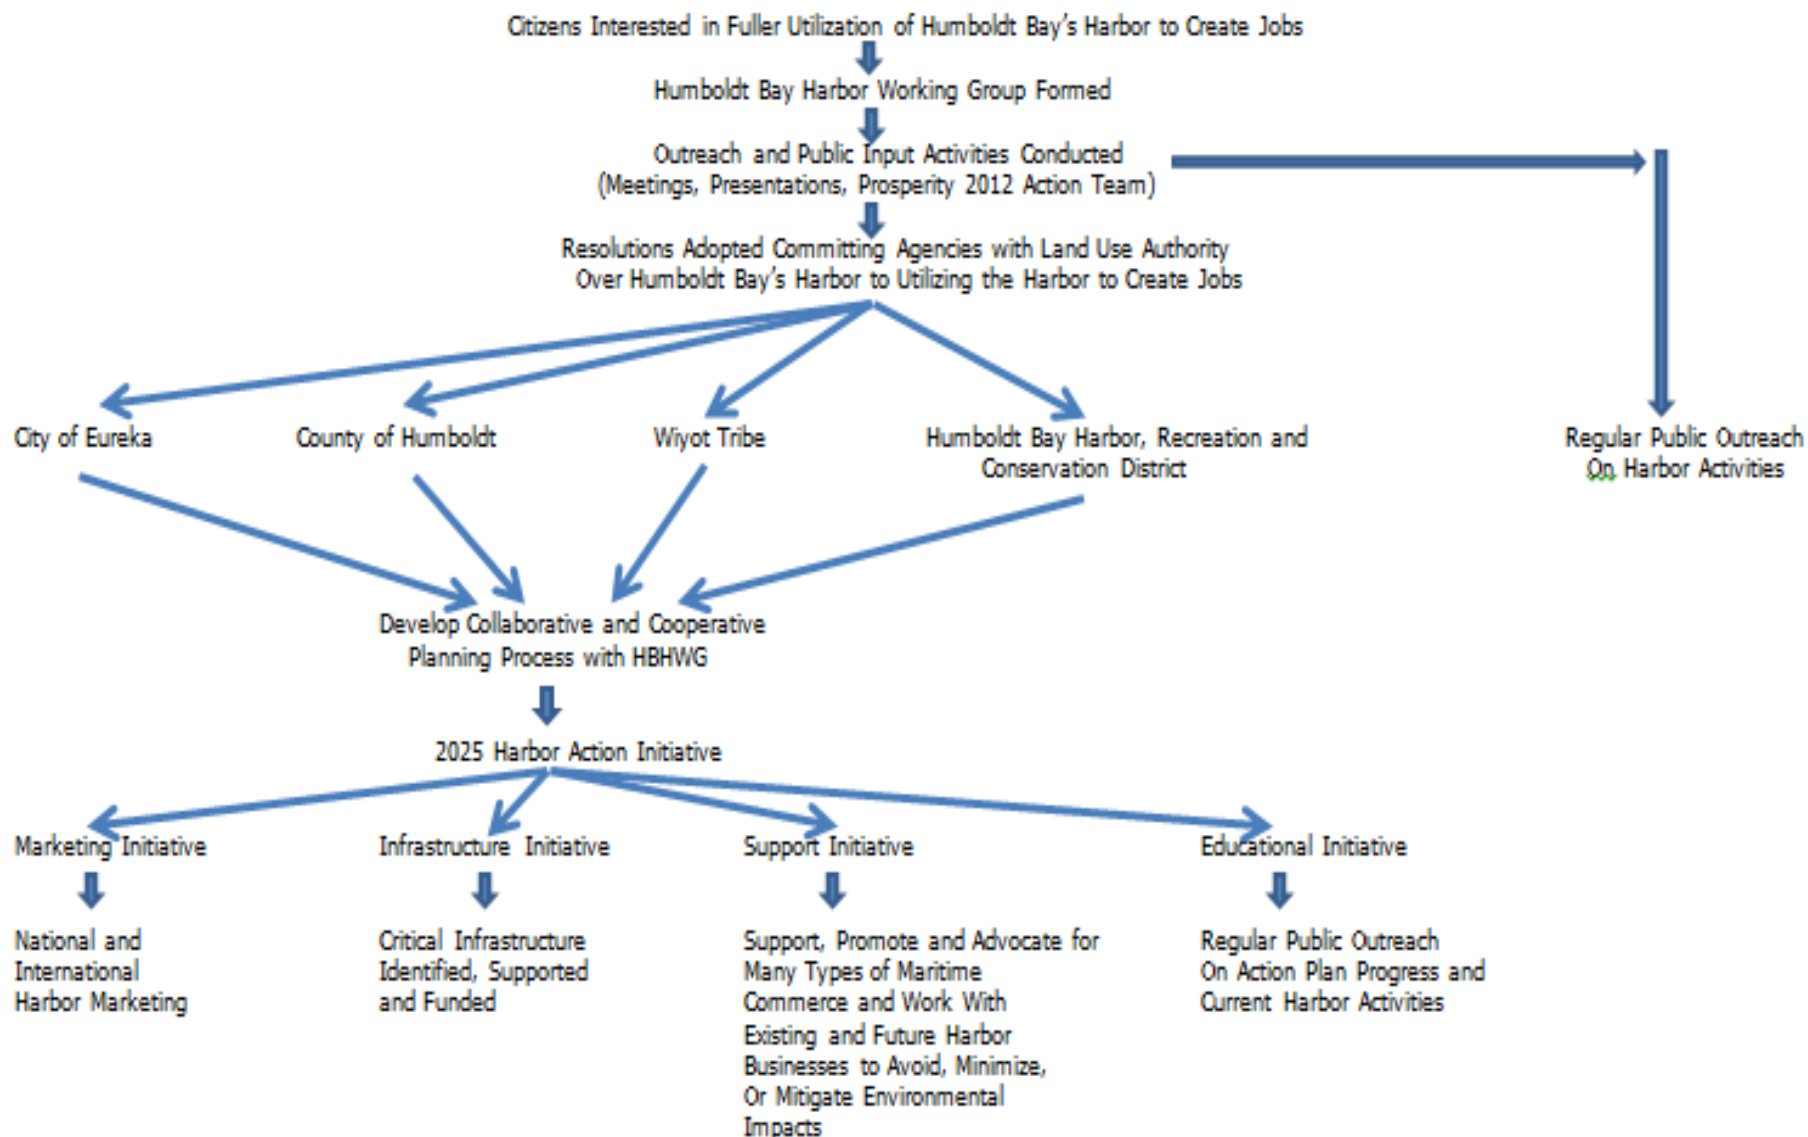 Citizens Interested in Fuller Utilization of Humboldt Bay's Harbor to Create Jobs
Humboldt Bay Harbor Working Group Formed
Outreach and Public Input Activities Conducted
(Meetings, Presentations, Prosperity 2012 Action Team)
Resolutions Adopted Committing Agencies with Land Use Authority
Over Humboldt Bay's Harbor to Utilizing the Harbor to Create Jobs
City of Eureka
County of Humboldt
Wiyot Tribe
Humboldt Bay Harbor, Recreation and
Conservation District
Regular Public Outreach
On Harbor Activities
Develop Collaborative and Cooperative
Planning Process with HBHWG
2025 Harbor Action Initiative
Marketing Initiative
Infrastructure Initiative
Support Initiative
Educational Initiative
National and
International
Harbor Marketing
Critical Infrastructure
Identified, Supported
and Funded
Support, Promote and Advocate for
Many Types of Maritime
Commerce and Work With
Existing and Future Harbor
Businesses to Avoid, Minimize,
Or Mitigate Environmental
Impacts
Regular Public Outreach
On Action Plan Progress and
Current Harbor Activities